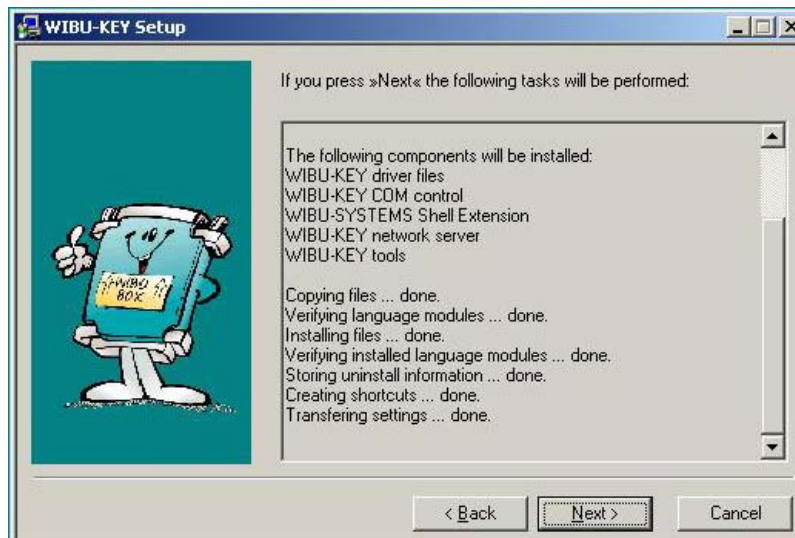 WIBU-KEY Setup
If you press »Next« the following tasks will be performed:
The following components will be installed:
WIBU-KEY driver files
WIBU-KEY COM control
WIBU-SYSTEMS Shell Extension
WIBU-KEY network server
WIBU-KEY tools
Copying files ... done.
Verifying language modules ... done.
Installing files ... done.
Verifying installed language modules ... done.
Storing uninstall information ... done.
Creating shortcuts ... done.
Transfering settings ... done.
WIBO
BOX
< Back
Next >
Cancel